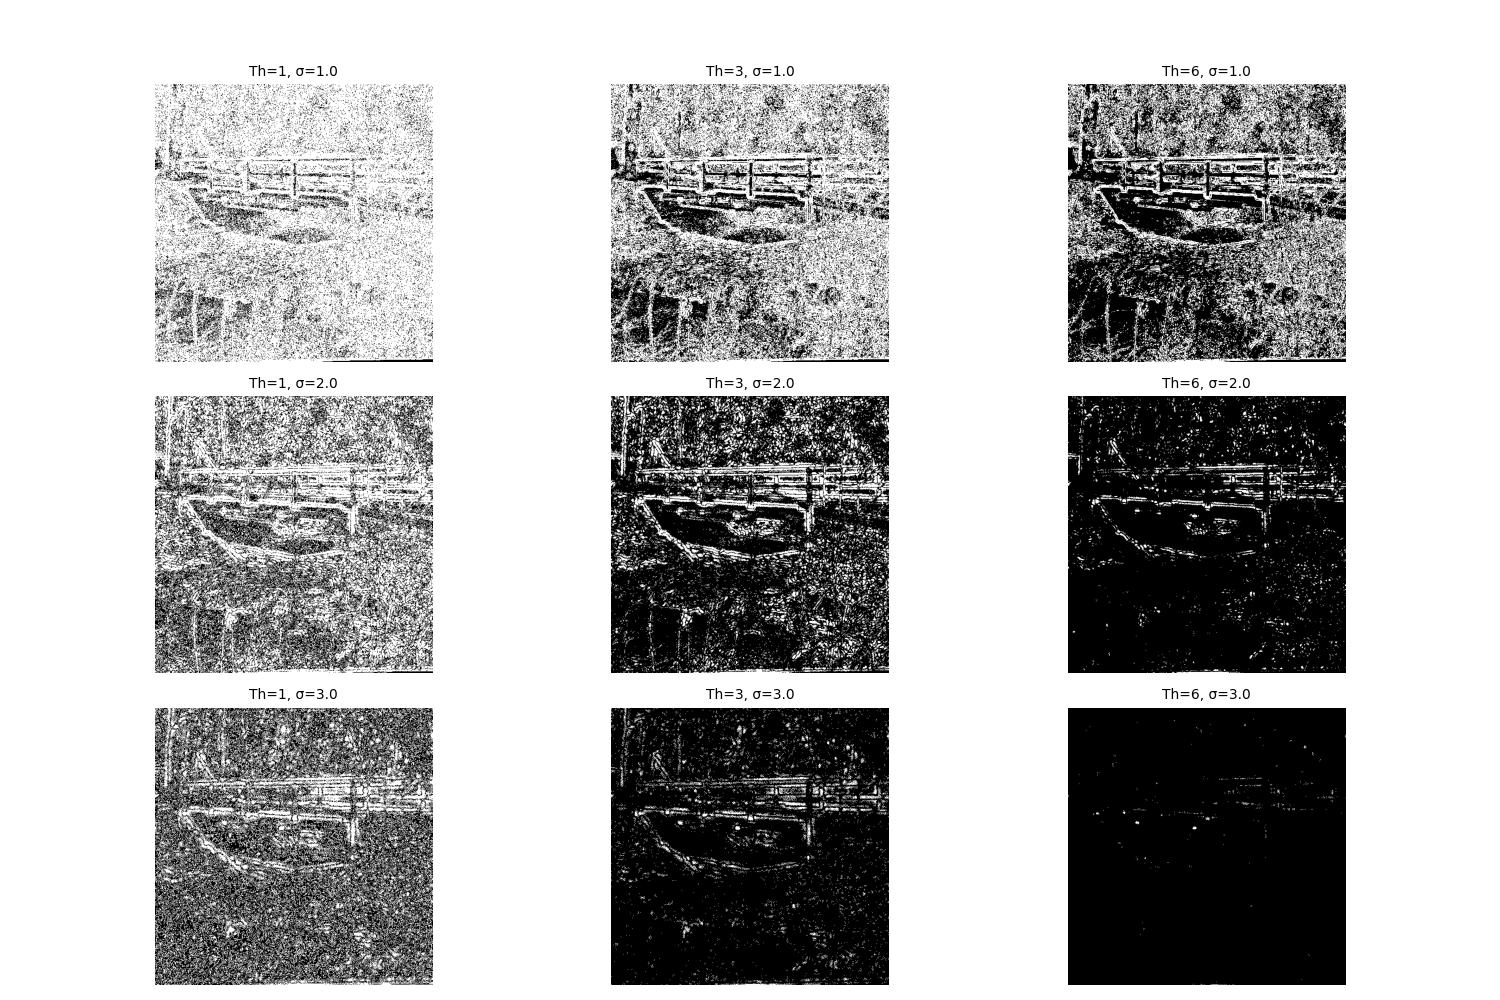 Th=1, σ=1.0
Th=3, σ=1.0
Th=6, σ=1.0
Th=1, σ=2.0
Th=3, σ=2.0
Th=6, σ=2.0
Th=1, σ=3.0
Th=3, σ=3.0
Th=6, σ=3.0